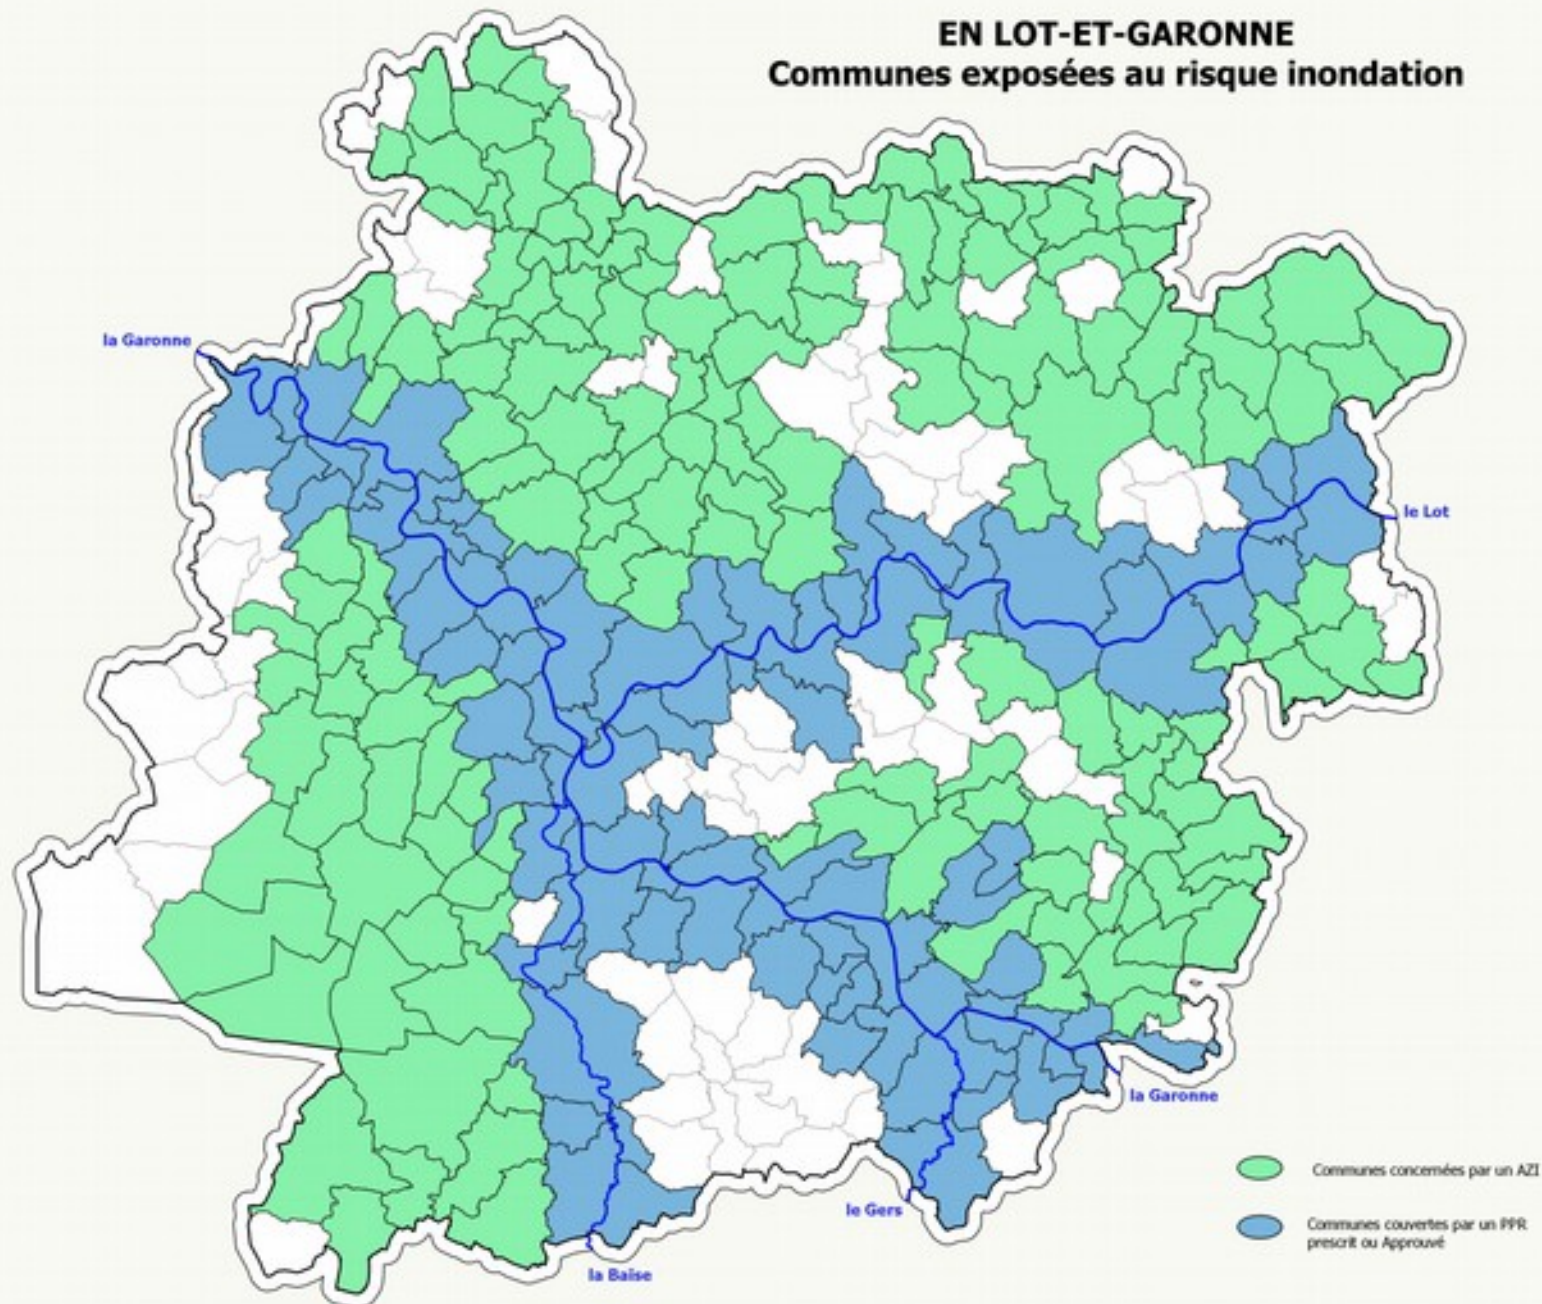 EN LOT-ET-GARONNE
Communes exposées au risque inondation
la Garonne
le Lot
la Garonne
le Gers
la Baïse
Communes concernées par un AZI
Communes couvertes par un PPR
prescrit ou Approuvé